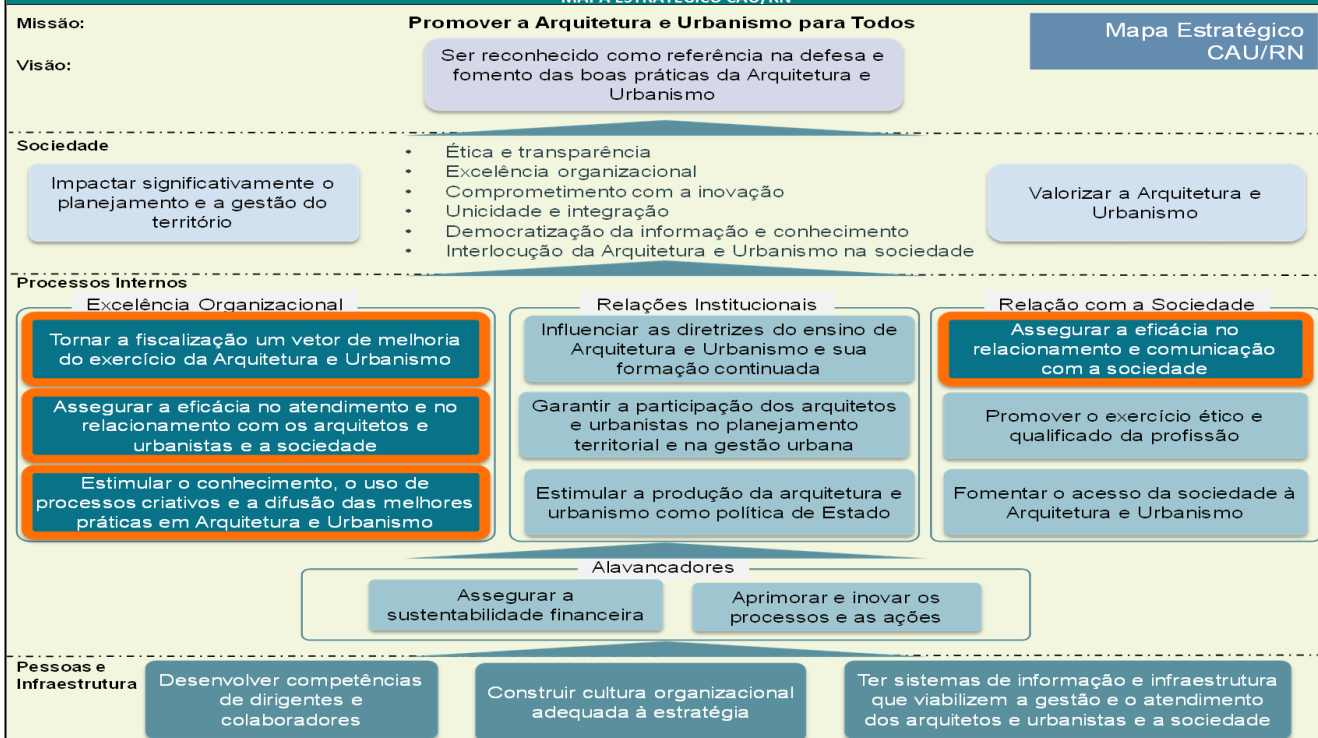 MAPA ESTRATÉGICO CAU/RN
Missão:
Promover a Arquitetura e Urbanismo para Todos
Mapa Estratégico
CAU/RN
Visão:
Ser reconhecido como referência na defesa e
fomento das boas práticas da Arquitetura e
Urbanismo
Sociedade
Impactar significativamente o
planejamento e a gestão do
território
• Ética e transparência
• Excelência organizacional
• Comprometimento com a inovação
• Unicidade e integração
• Democratização da informação e conhecimento
• Interlocução da Arquitetura e Urbanismo na sociedade
Valorizar a Arquitetura e
Urbanismo
Processos Internos
Excelência Organizacional
Tornar a fiscalização um vetor de melhoria
do exercício da Arquitetura e Urbanismo
Assegurar a eficácia no atendimento e no
relacionamento com os arquitetos e
urbanistas e a sociedade
Estimular o conhecimento, o uso de
processos criativos e a difusão das melhores
práticas em Arquitetura e Urbanismo
Relações Institucionais
Influenciar as diretrizes do ensino de
Arquitetura e Urbanismo e sua
formação continuada
Garantir a participação dos arquitetos
e urbanistas no planejamento
territorial e na gestão urbana
Estimular a produção da arquitetura e
urbanismo como política de Estado
Relação com a Sociedade
Assegurar a eficácia no
relacionamento e comunicação
com a sociedade
Promover o exercício ético e
qualificado da profissão
Fomentar o acesso da sociedade à
Arquitetura e Urbanismo
Alavancadores
Assegurar a
sustentabilidade financeira
Aprimorar e inovar os
processos e as ações
Pessoas e
Infraestrutura
Desenvolver competências
de dirigentes e
colaboradores
Construir cultura organizacional
adequada à estratégia
Ter sistemas de informação e infraestrutura
que viabilizem a gestão e o atendimento
dos arquitetos e urbanistas e a sociedade